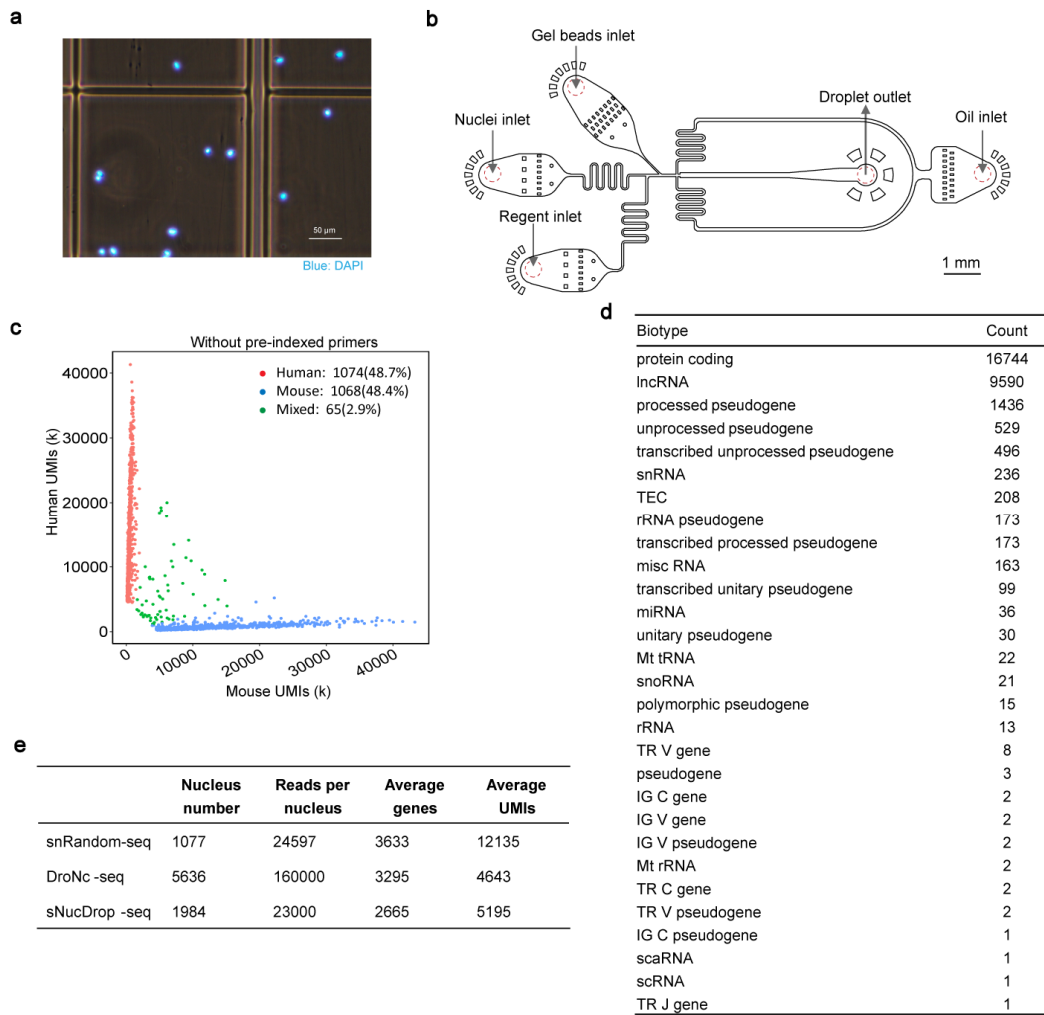 a
50 μm
Blue: DAPI
b
Gel beads inlet
Nuclei inlet
Regent inlet
Droplet outlet
Oil inlet
1 mm
c
Without pre-indexed primers
Human: 1074(48.7%)
Mouse: 1068(48.4%)
Mixed: 65(2.9%)
Human UMIs (k)
40000
30000
20000
10000
0
0 10000 20000 30000 40000
Mouse UMIs (k)
d
Biotype Count
protein coding 16744
lncRNA 9590
processed pseudogene 1436
unprocessed pseudogene 529
transcribed unprocessed pseudogene 496
snRNA 236
TEC 208
rRNA pseudogene 173
transcribed processed pseudogene 173
misc RNA 163
transcribed unitary pseudogene 99
miRNA 36
unitary pseudogene 30
Mt tRNA 22
snoRNA 21
polymorphic pseudogene 15
rRNA 13
TR V gene 8
pseudogene 3
IG C gene 2
IG V gene 2
IG V pseudogene 2
Mt rRNA 2
TR C gene 2
TR V pseudogene 2
IG C pseudogene 1
scaRNA 1
scRNA 1
TR J gene 1
e
Nucleus number Reads per nucleus Average genes Average UMIs
snRandom-seq 1077 24597 3633 12135
DroNc -seq 5636 160000 3295 4643
sNucDrop -seq 1984 23000 2665 5195